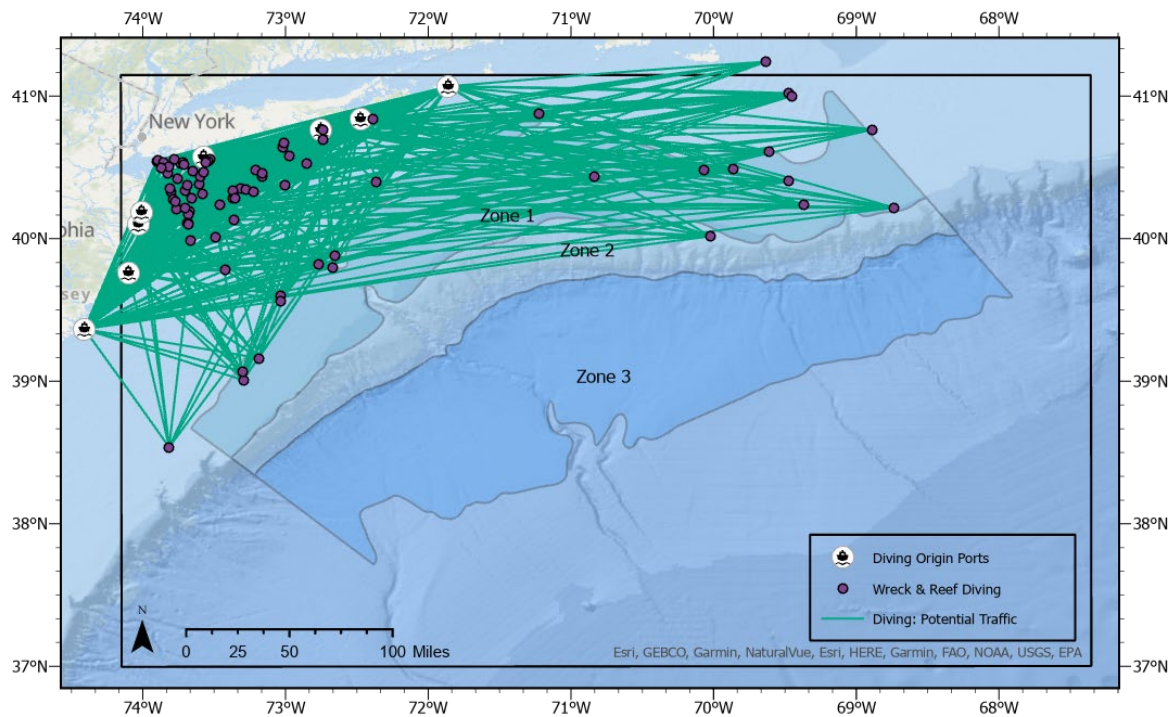 74°W 73°W 72°W 71°W 70°W 69°W 68°W
41°N 41°N
New York
Zone 1
40°N 40°N
phia
Zone 2
sey
39°N 39°N
Zone 3
38°N 38°N
Diving Origin Ports
Wreck & Reef Diving
N
Diving: Potential Traffic
0 25 50 100 Miles
Esri, GEBCO, Garmin, NaturalVue, Esri, HERE, Garmin, FAO, NOAA, USGS, EPA
37°N 37°N
74°W 73°W 72°W 71°W 70°W 69°W 68°W